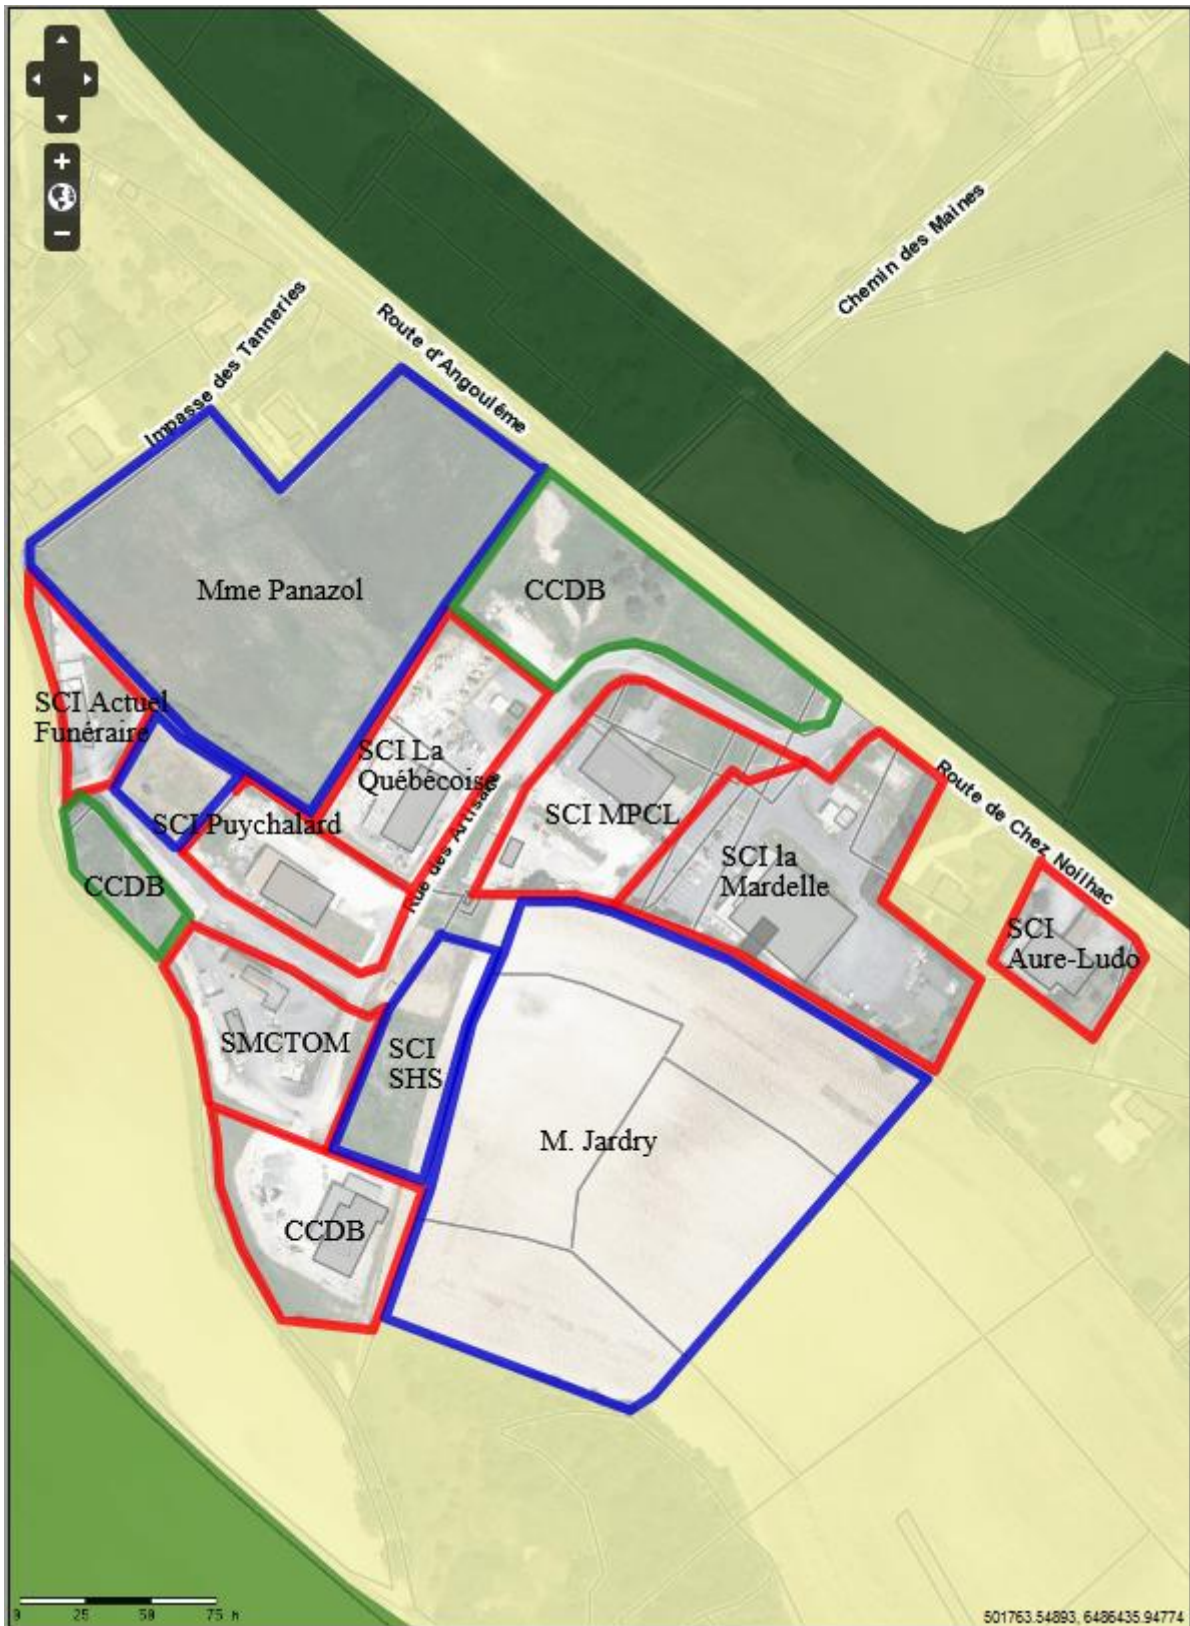 Chemin des Maines
Impasse des Tanneries
Route d'Angoulême
Mme Panazol
CCDB
SCI Actuel
Funéraire
SCI La
Québécoise
SCI Puychalard
SCI MPCL
Rue des Artisans
Route de Chez Noilhac
SCI la
Mardelle
CCDB
SCI
Aure-Ludo
SMCTOM
SCI
SHS
M. Jardry
CCDB
0 25 50 75 m
501763.54893, 6486435.94774